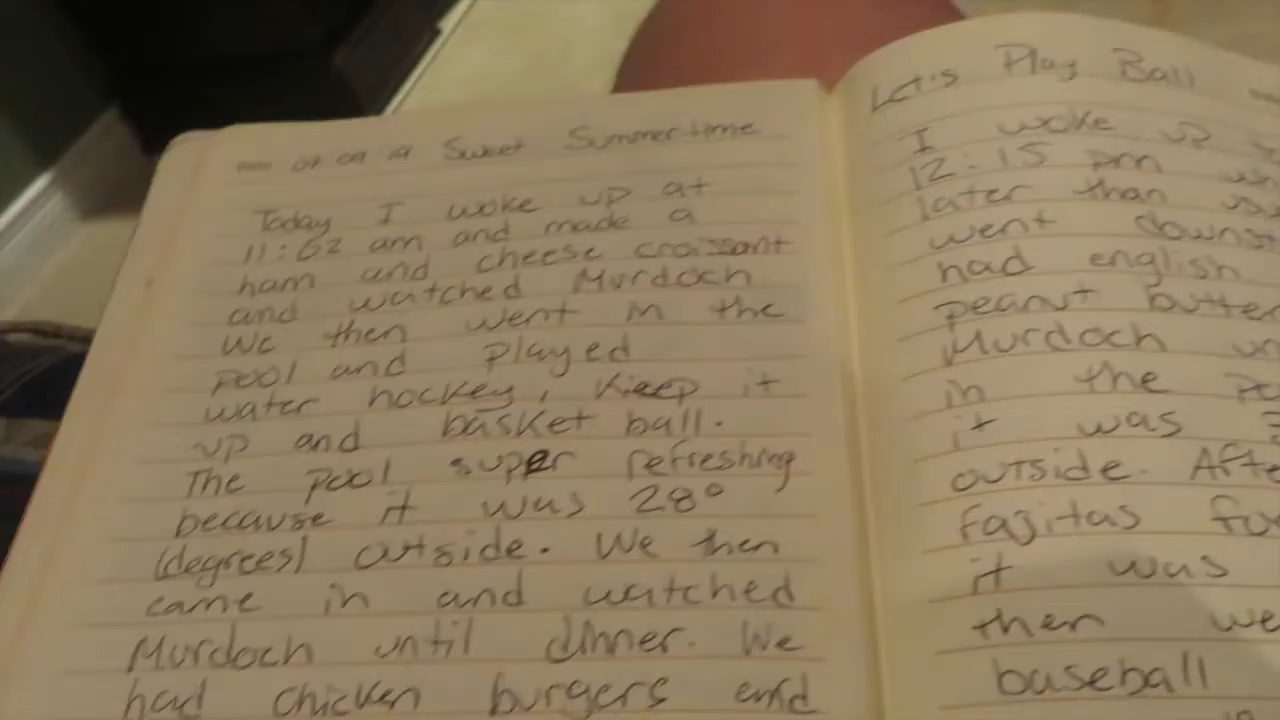 07 09 19 Sweet Summertime
Today I woke up at
11:02 am and made a
ham and cheese croissant
and watched Murdoch
We then went in the
pool and played
water hockey, Keep it
up and basket ball.
The pool super refreshing
because it was 28°
(degrees) outside. We then
came in and watched
Murdoch until dinner. We
had chicken burgers and
Let's Play Ball
I woke up
12:15 pm
later than
went
had english
peanut butter
Murdoch
in the
it was
outside.
fajitas
it was
then we
baseball